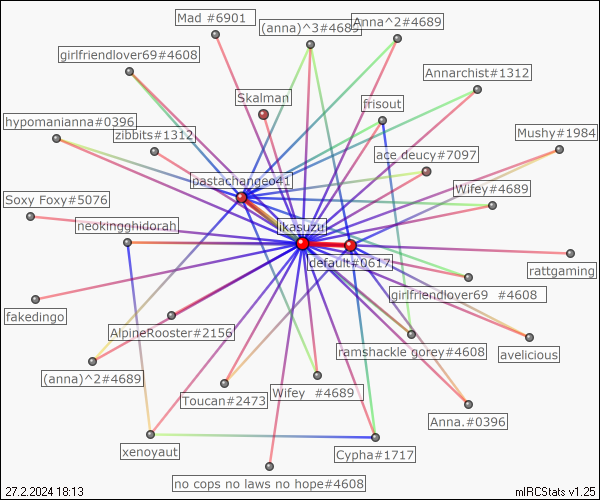 Mad #6901
(anna)^3#4689
Anna^2#4689
girlfriendlover69#4608
Annarchist#1312
Skalman
frisout
hypomanianna#0396
zibbits#1312
Mushy#1984
ace deucy#7097
pastachangeo41
Wifey#4689
Soxy Foxy#5076
neokingghidorah
ikasuzu
default#0617
rattgaming
girlfriendlover69 #4608
fakedingo
AlpineRooster#2156
ramshackle gorey#4608
avelicious
(anna)^2#4689
Toucan#2473
Wifey #4689
Anna.#0396
xenoyaut
Cypha#1717
no cops no laws no hope#4608
27.2.2024 18:13
mIRCStats v1.25